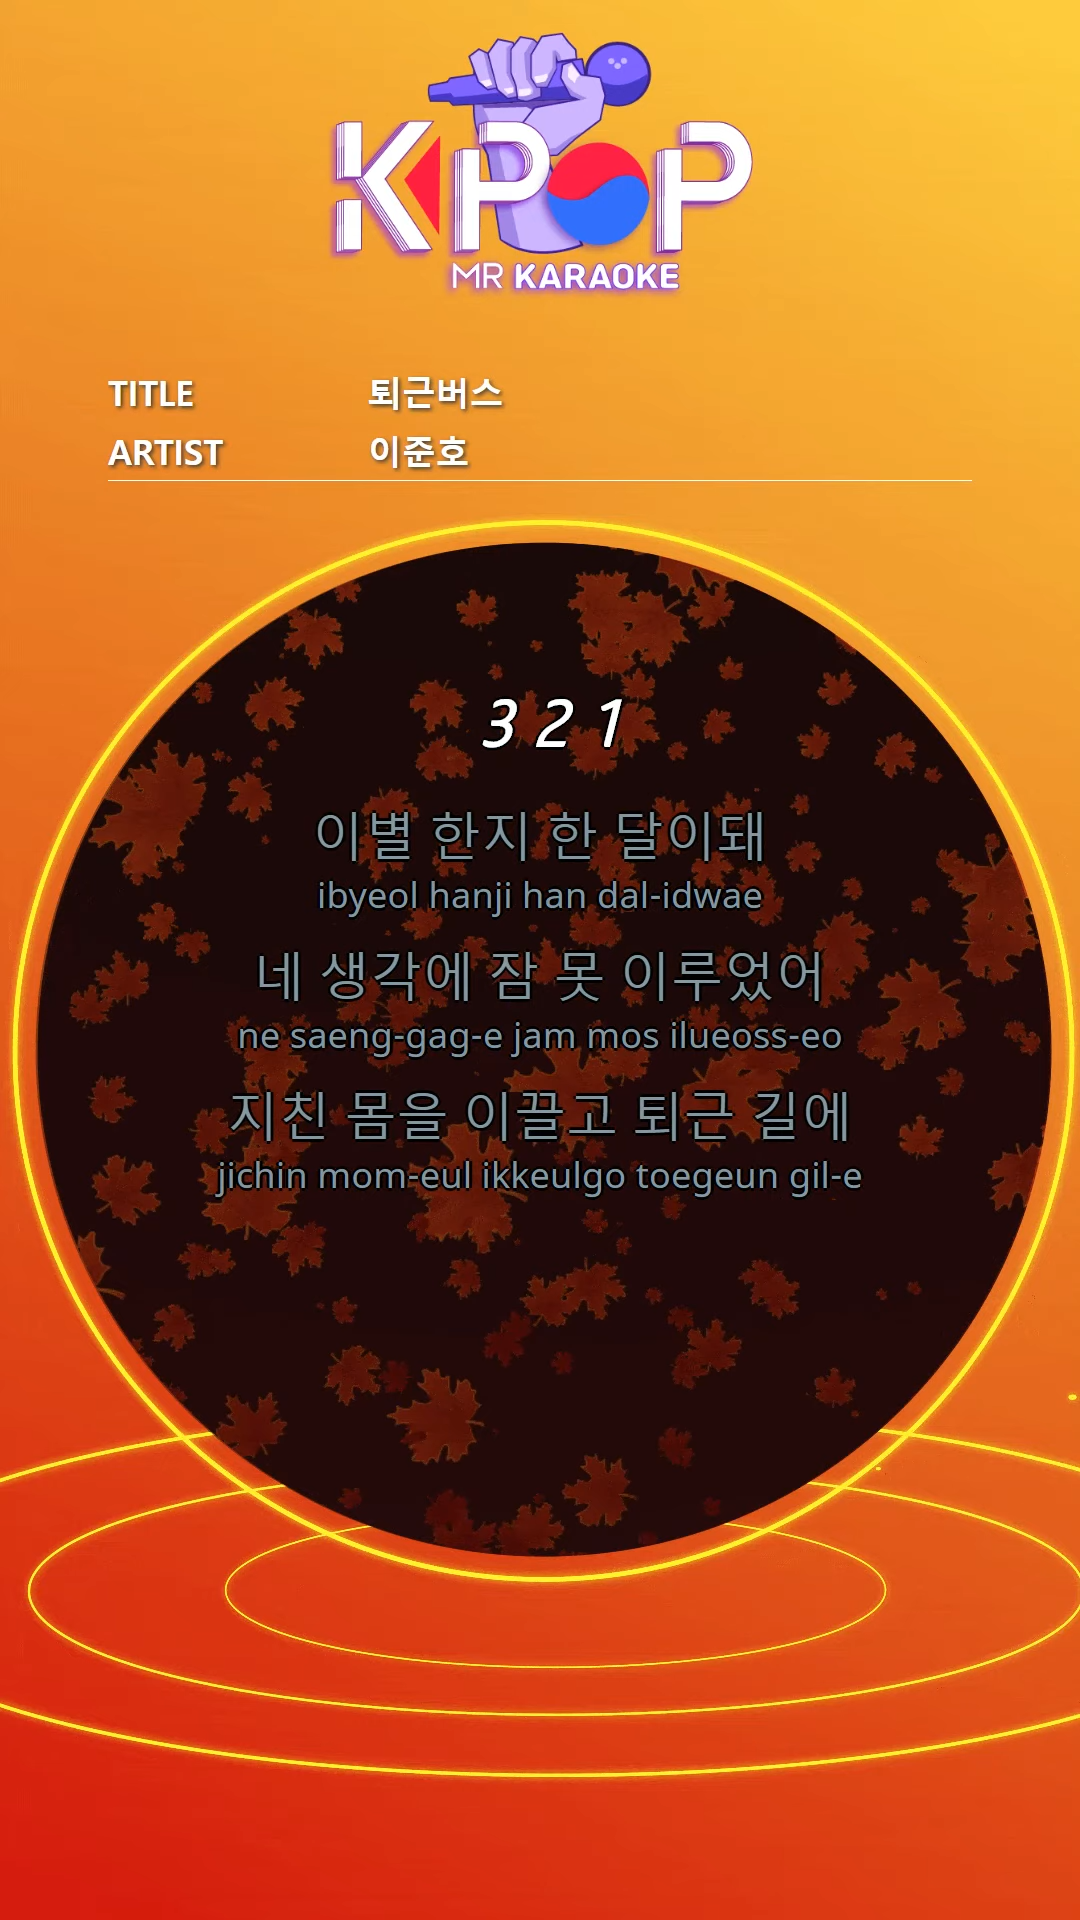 KPOP
MR KARAOKE
TITLE 퇴근버스
ARTIST 이준호
3 2 1
이별 한지 한 달이돼
ibyeol hanji han dal-idwae
네 생각에 잠 못 이루었어
ne saeng-gag-e jam mos ilueoss-eo
지친 몸을 이끌고 퇴근 길에
jichin mom-eul ikkeulgo toegeun gil-e